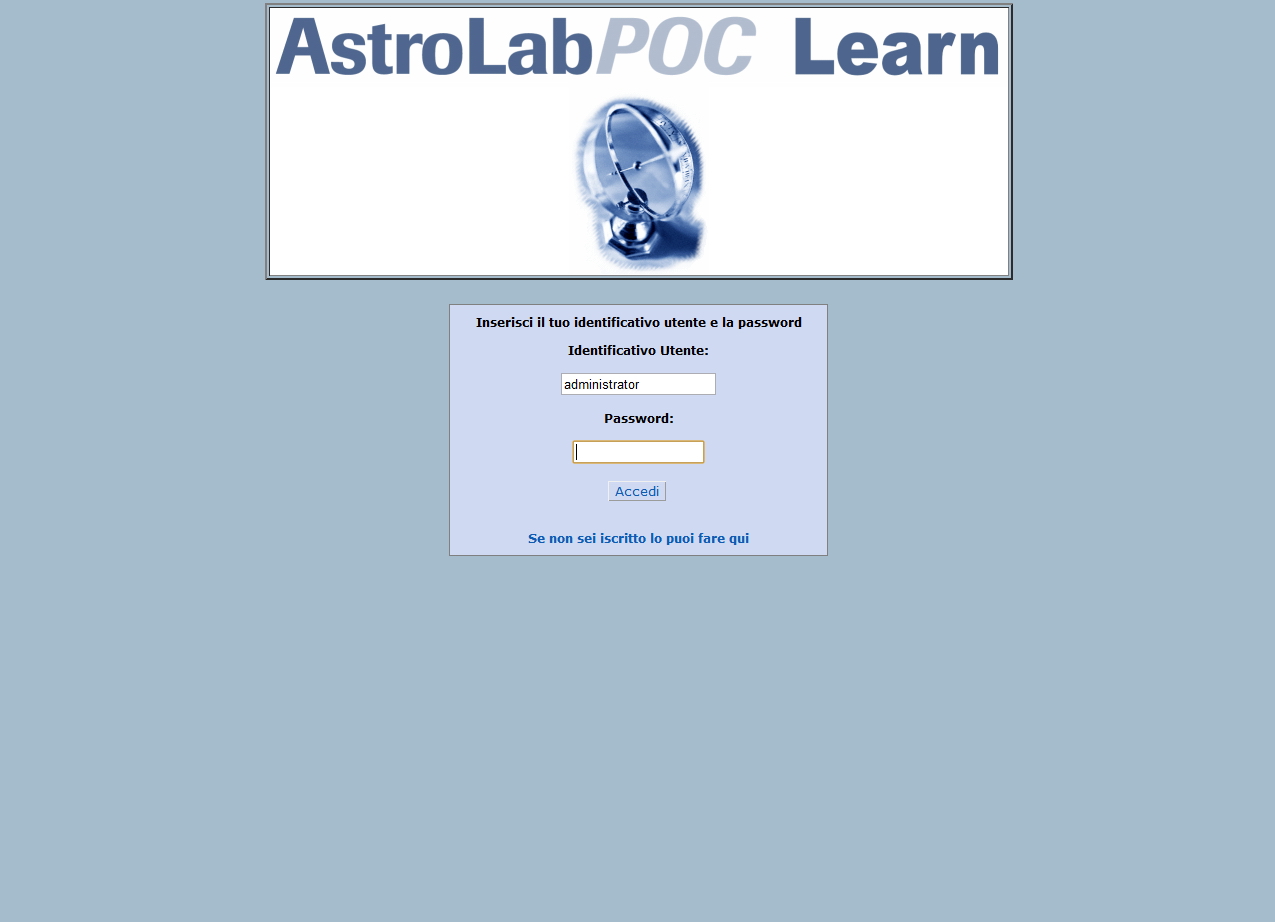 AstroLabPOC Learn
Inserisci il tuo identificativo utente e la password
Identificativo Utente:
administrator
Password:
Accedi
Se non sei iscritto lo puoi fare qui